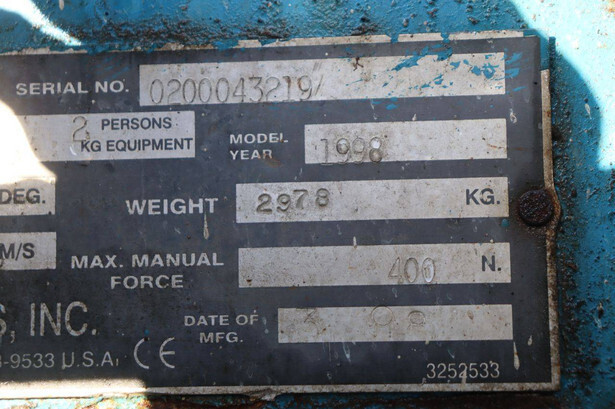 SERIAL NO. 0200043219/
2 PERSONS
KG EQUIPMENT
MODEL YEAR 1998
DEG.
WEIGHT 2978 KG.
M/S
MAX. MANUAL FORCE 400 N.
S, INC.
DATE OF MFG.
-9533 U.S.A. CE
3252533